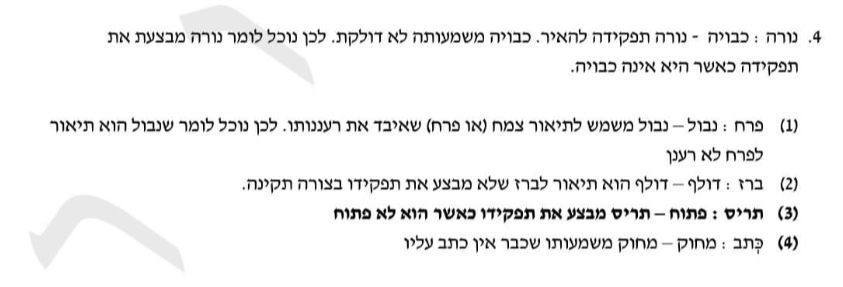 4. נורה : כבויה - נורה תפקידה להאיר. כבויה משמעותה לא דולקת. לכן נוכל לומר נורה מבצעת את
תפקידה כאשר היא אינה כבויה.
(1) פרח : נבול – נבול משמש לתיאור צמח (או פרח) שאיבד את רעננותו. לכן נוכל לומר שנבול הוא תיאור
לפרח לא רענן
(2) ברז : דולף – דולף הוא תיאור לברז שלא מבצע את תפקידו בצורה תקינה.
(3) תריס : פתוח – תריס מבצע את תפקידו כאשר הוא לא פתוח
(4) כְּתב : מחוק – מחוק משמעותו שכבר אין כתב עליו